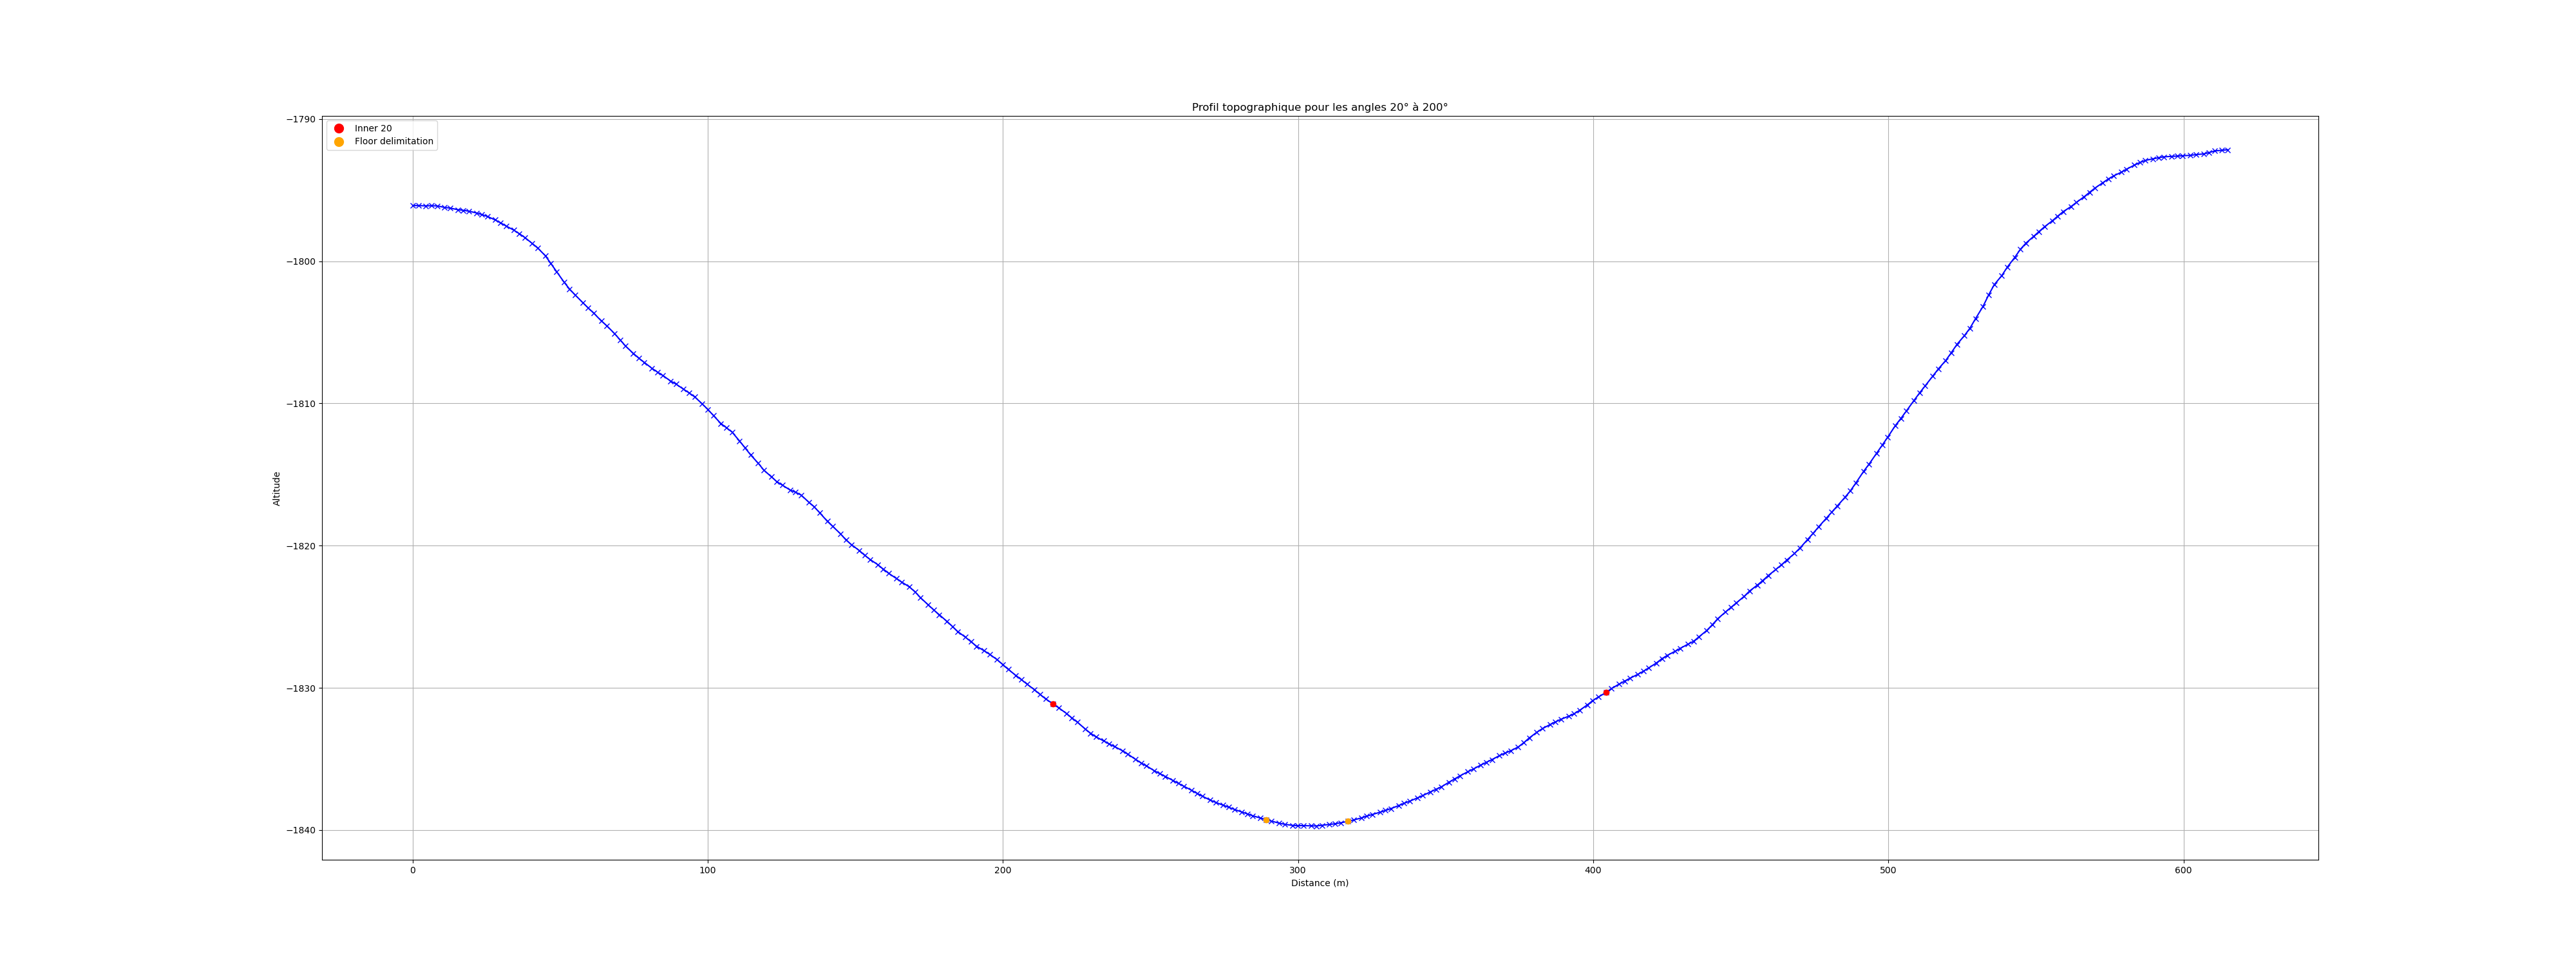 Profil topographique pour les angles 20° à 200°
Inner 20
Floor delimitation
−1790
−1800
−1810
−1820
−1830
−1840
Altitude
0 100 200 300 400 500 600
Distance (m)